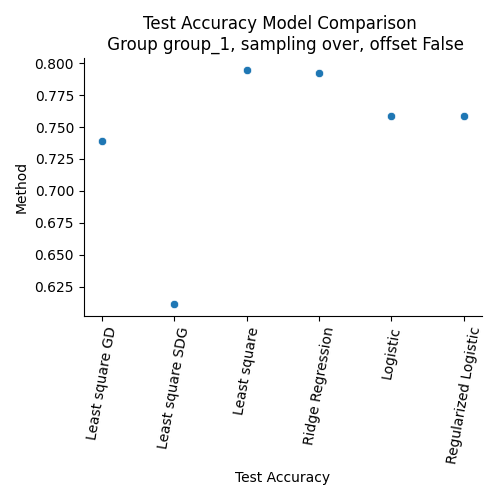 Test Accuracy Model Comparison
Group group_1, sampling over, offset False
Method
0.800
0.775
0.750
0.725
0.700
0.675
0.650
0.625
Least square GD
Least square SDG
Least square
Ridge Regression
Logistic
Regularized Logistic
Test Accuracy